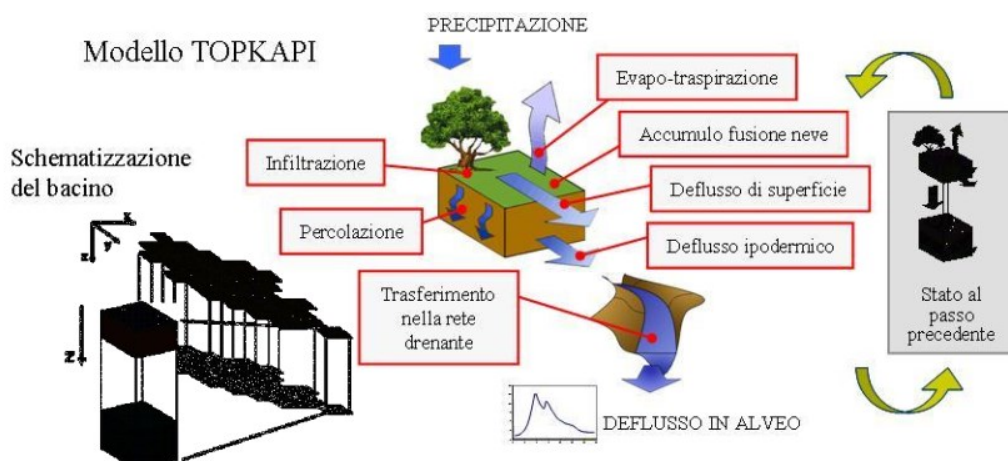 PRECIPITAZIONE
Modello TOPKAPI
Evapo-traspirazione
Accumulo fusione neve
Schematizzazione
del bacino
Infiltrazione
Deflusso di superficie
Percolazione
Deflusso ipodermico
x
y
z
Trasferimento
nella rete
drenante
Stato al
passo
precedente
Z
DEFLUSSO IN ALVEO